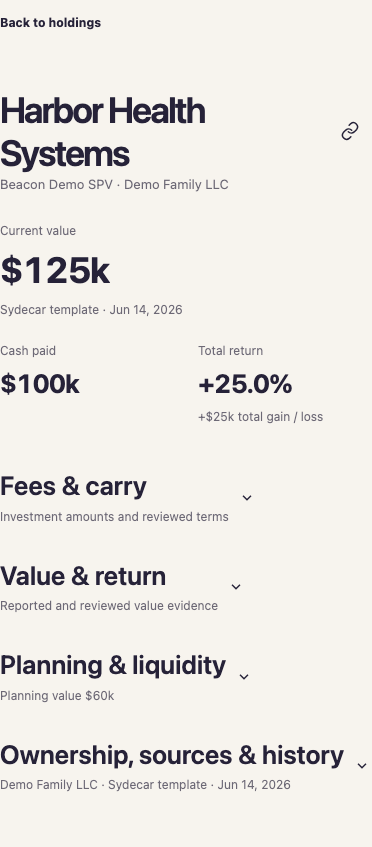 Back to holdings
Harbor Health
Systems
Beacon Demo SPV · Demo Family LLC
Current value
$125k
Sydecar template · Jun 14, 2026
Cash paid
Total return
$100k
+25.0%
+$25k total gain / loss
Fees & carry
Investment amounts and reviewed terms
Value & return
Reported and reviewed value evidence
Planning & liquidity
Planning value $60k
Ownership, sources & history
Demo Family LLC · Sydecar template · Jun 14, 2026